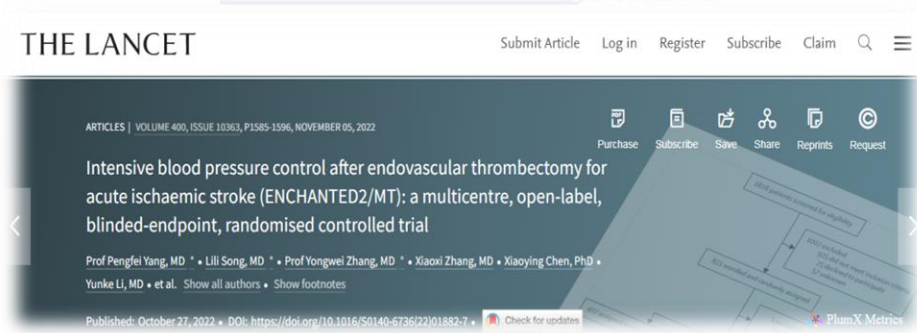 THE LANCET
Submit Article Log in Register Subscribe Claim
ARTICLES | VOLUME 400, ISSUE 10363, P1585-1596, NOVEMBER 05, 2022
Purchase Subscribe Save Share Reprints Request
Intensive blood pressure control after endovascular thrombectomy for
acute ischaemic stroke (ENCHANTED2/MT): a multicentre, open-label,
blinded-endpoint, randomised controlled trial
Prof Pengfei Yang, MD * • Lili Song, MD * • Prof Yongwei Zhang, MD * • Xiaoxi Zhang, MD • Xiaoying Chen, PhD •
Yunke Li, MD • et al. Show all authors • Show footnotes
Published: October 27, 2022 • DOI: https://doi.org/10.1016/S0140-6736(22)01882-7 • Check for updates
PlumX Metrics